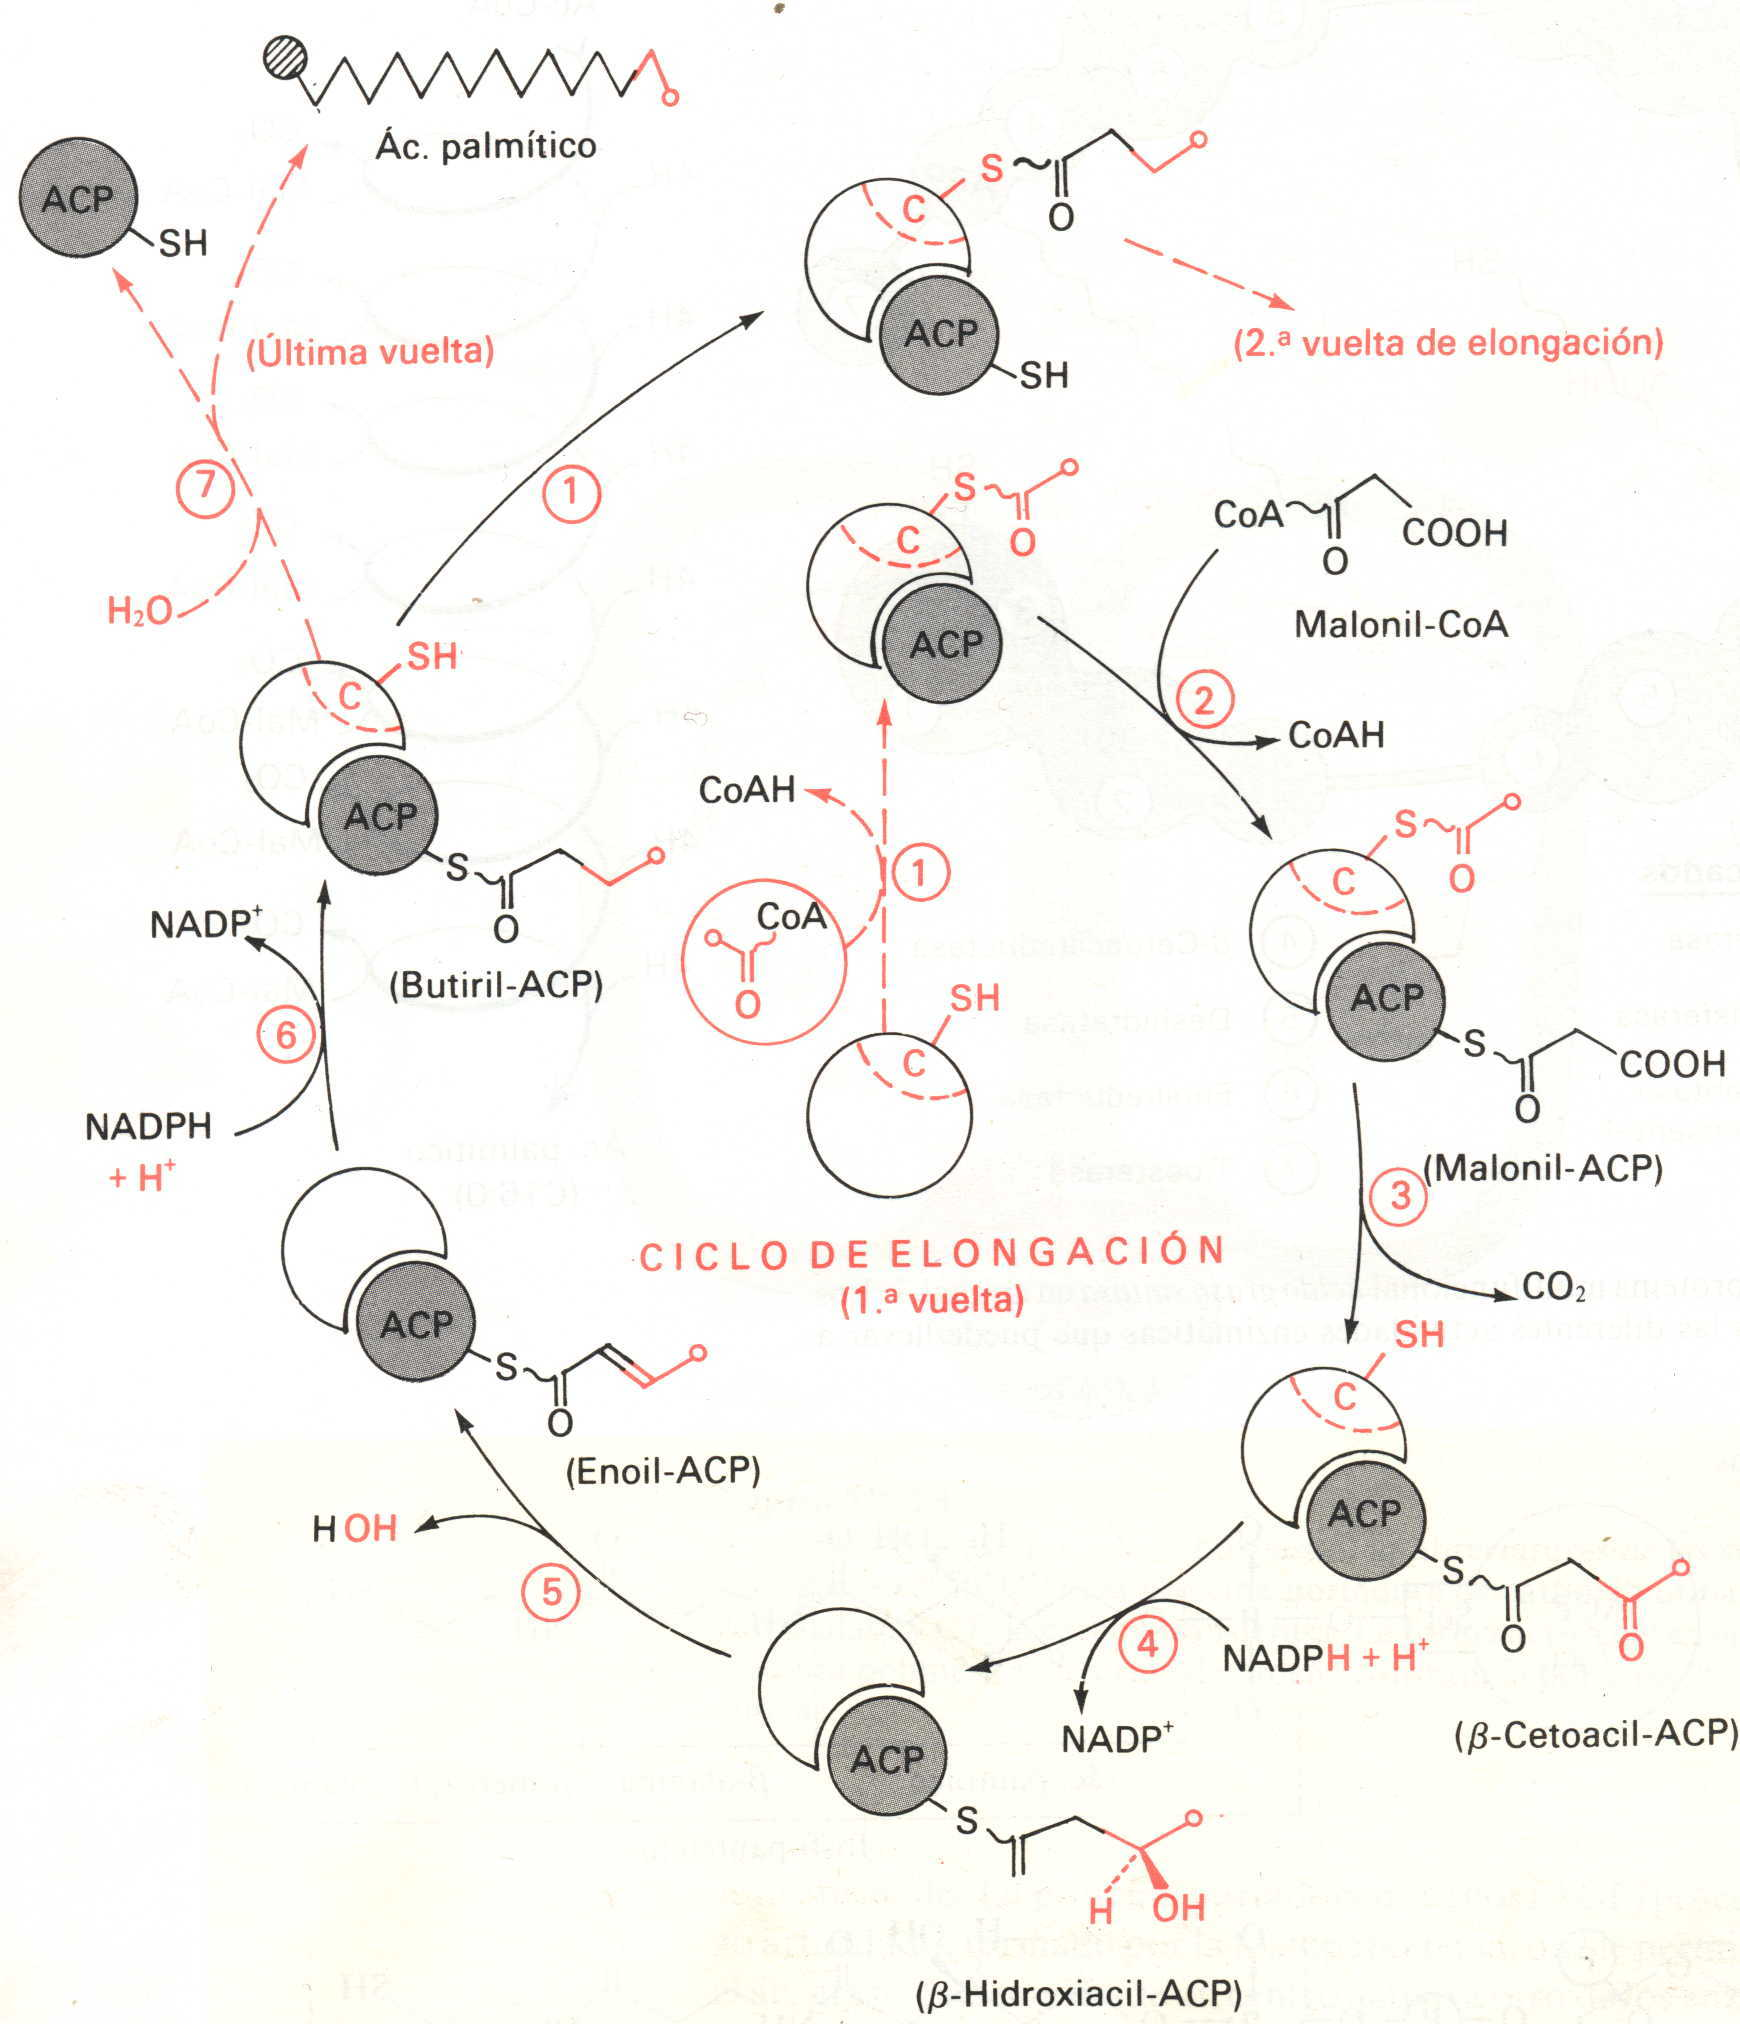 Ác. palmítico
ACP
SH
(Última vuelta)
7
H₂O
1
S
O
C
ACP
SH
(2.ª vuelta de elongación)
S
O
C
ACP
CoA
O
COOH
Malonil-CoA
2
CoAH
CoAH
1
CoA
O
SH
C
SH
C
ACP
S
O
(Butiril-ACP)
NADP⁺
6
NADPH
+ H⁺
S
O
C
ACP
S
O
COOH
(Malonil-ACP)
3
CO₂
CICLO DE ELONGACIÓN
(1.ª vuelta)
ACP
S
O
(Enoil-ACP)
HOH
5
SH
C
ACP
S
O
O
(β-Cetoacil-ACP)
4
NADPH + H⁺
NADP⁺
ACP
S
H
OH
(β-Hidroxiacil-ACP)